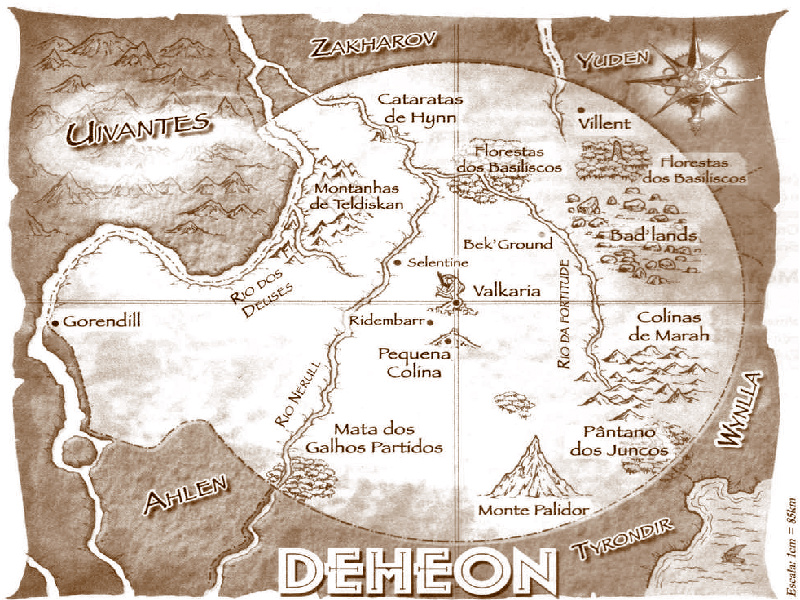 ZAKHAROV
YUDEN
UIVANTES
Cataratas
de Hynn
Villent
Florestas
dos Basiliscos
Florestas
dos Basiliscos
Montanhas
de Teldiskan
Bad'lands
Bek'Ground
Selentine
Rio dos
Deuses
Valkaria
Rio da Fortitude
Gorendill
Ridembarr
Colinas
de Marah
Pequena
Colina
Rio Nerull
Wynlla
Mata dos
Galhos Partidos
Pântano
dos Juncos
AHLEN
Monte Palidor
TYRONDIR
Escala: 1cm = 85km
DEHEON